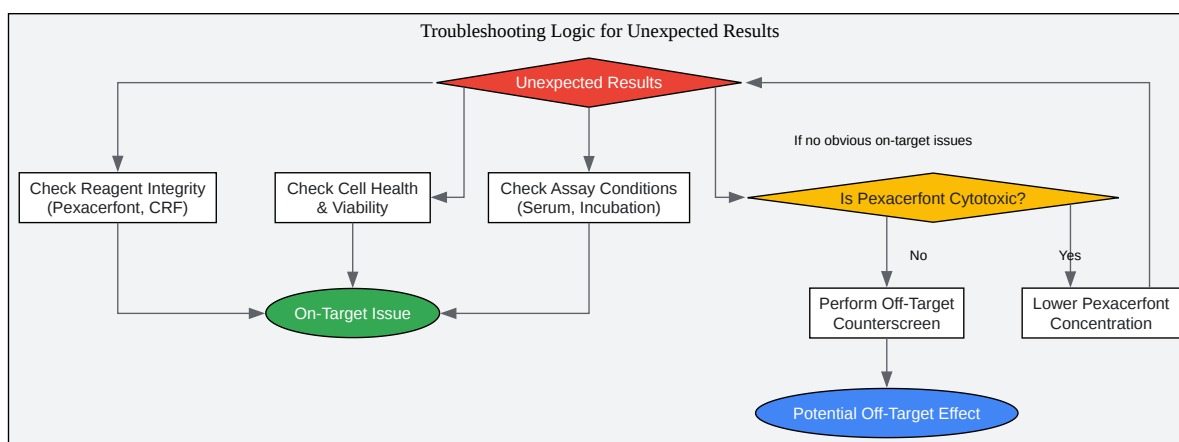 Troubleshooting Logic for Unexpected Results
Unexpected Results
If no obvious on-target issues
Check Reagent Integrity
(Pexacerfont, CRF)
Check Cell Health
& Viability
Check Assay Conditions
(Serum, Incubation)
Is Pexacerfont Cytotoxic?
No
Yes
On-Target Issue
Perform Off-Target
Counterscreen
Lower Pexacerfont
Concentration
Potential Off-Target Effect